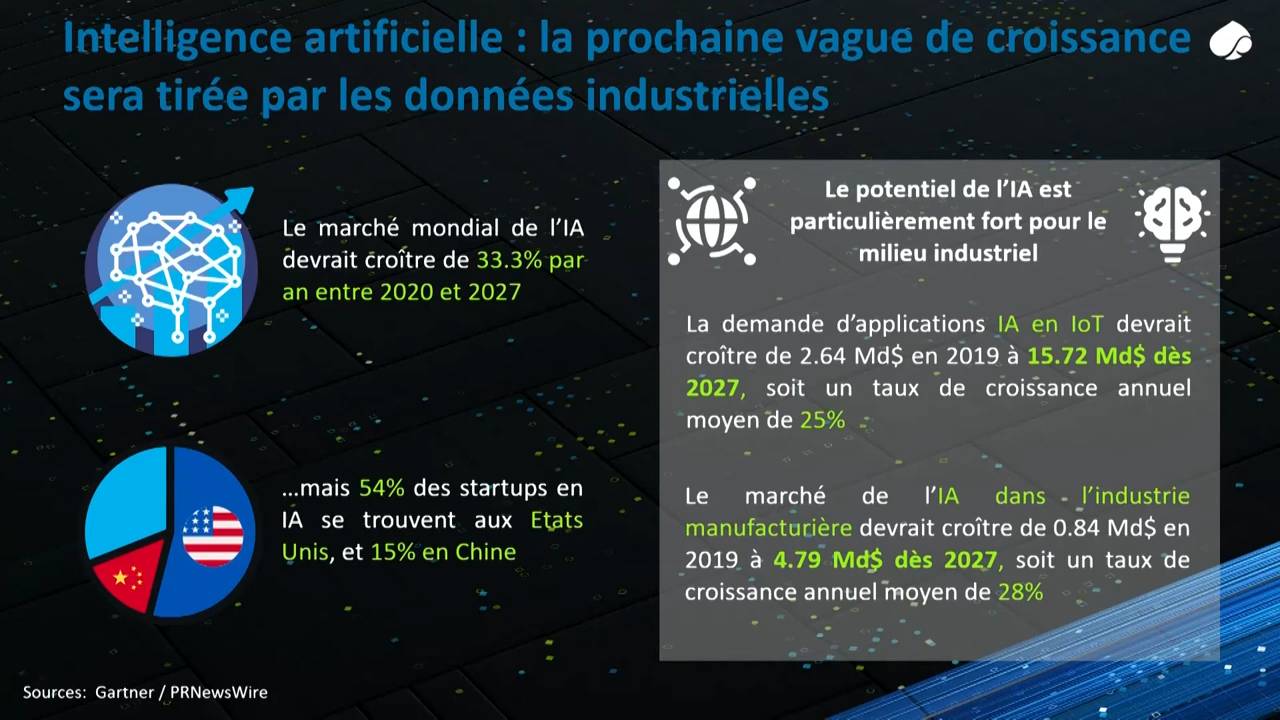 Intelligence artificielle : la prochaine vague de croissance
sera tirée par les données industrielles
Le marché mondial de l'IA
devrait croître de 33.3% par
an entre 2020 et 2027
...mais 54% des startups en
IA se trouvent aux Etats
Unis, et 15% en Chine
Le potentiel de l'IA est
particulièrement fort pour le
milieu industriel
La demande d'applications IA en IoT devrait
croître de 2.64 Md$ en 2019 à 15.72 Md$ dès
2027, soit un taux de croissance annuel
moyen de 25%
Le marché de l'IA dans l'industrie
manufacturière devrait croître de 0.84 Md$ en
2019 à 4.79 Md$ dès 2027, soit un taux de
croissance annuel moyen de 28%
Sources: Gartner / PRNewsWire